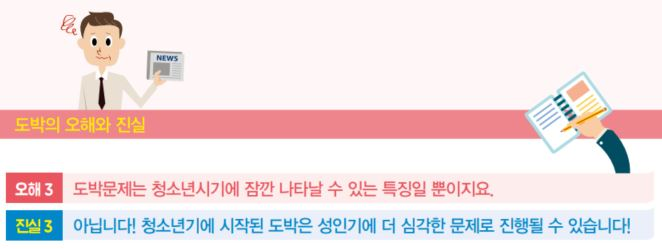 NEWS
도박의 오해와 진실
오해 3 도박문제는 청소년시기에 잠깐 나타날 수 있는 특징일 뿐이지요.
진실 3 아닙니다! 청소년기에 시작된 도박은 성인기에 더 심각한 문제로 진행될 수 있습니다!